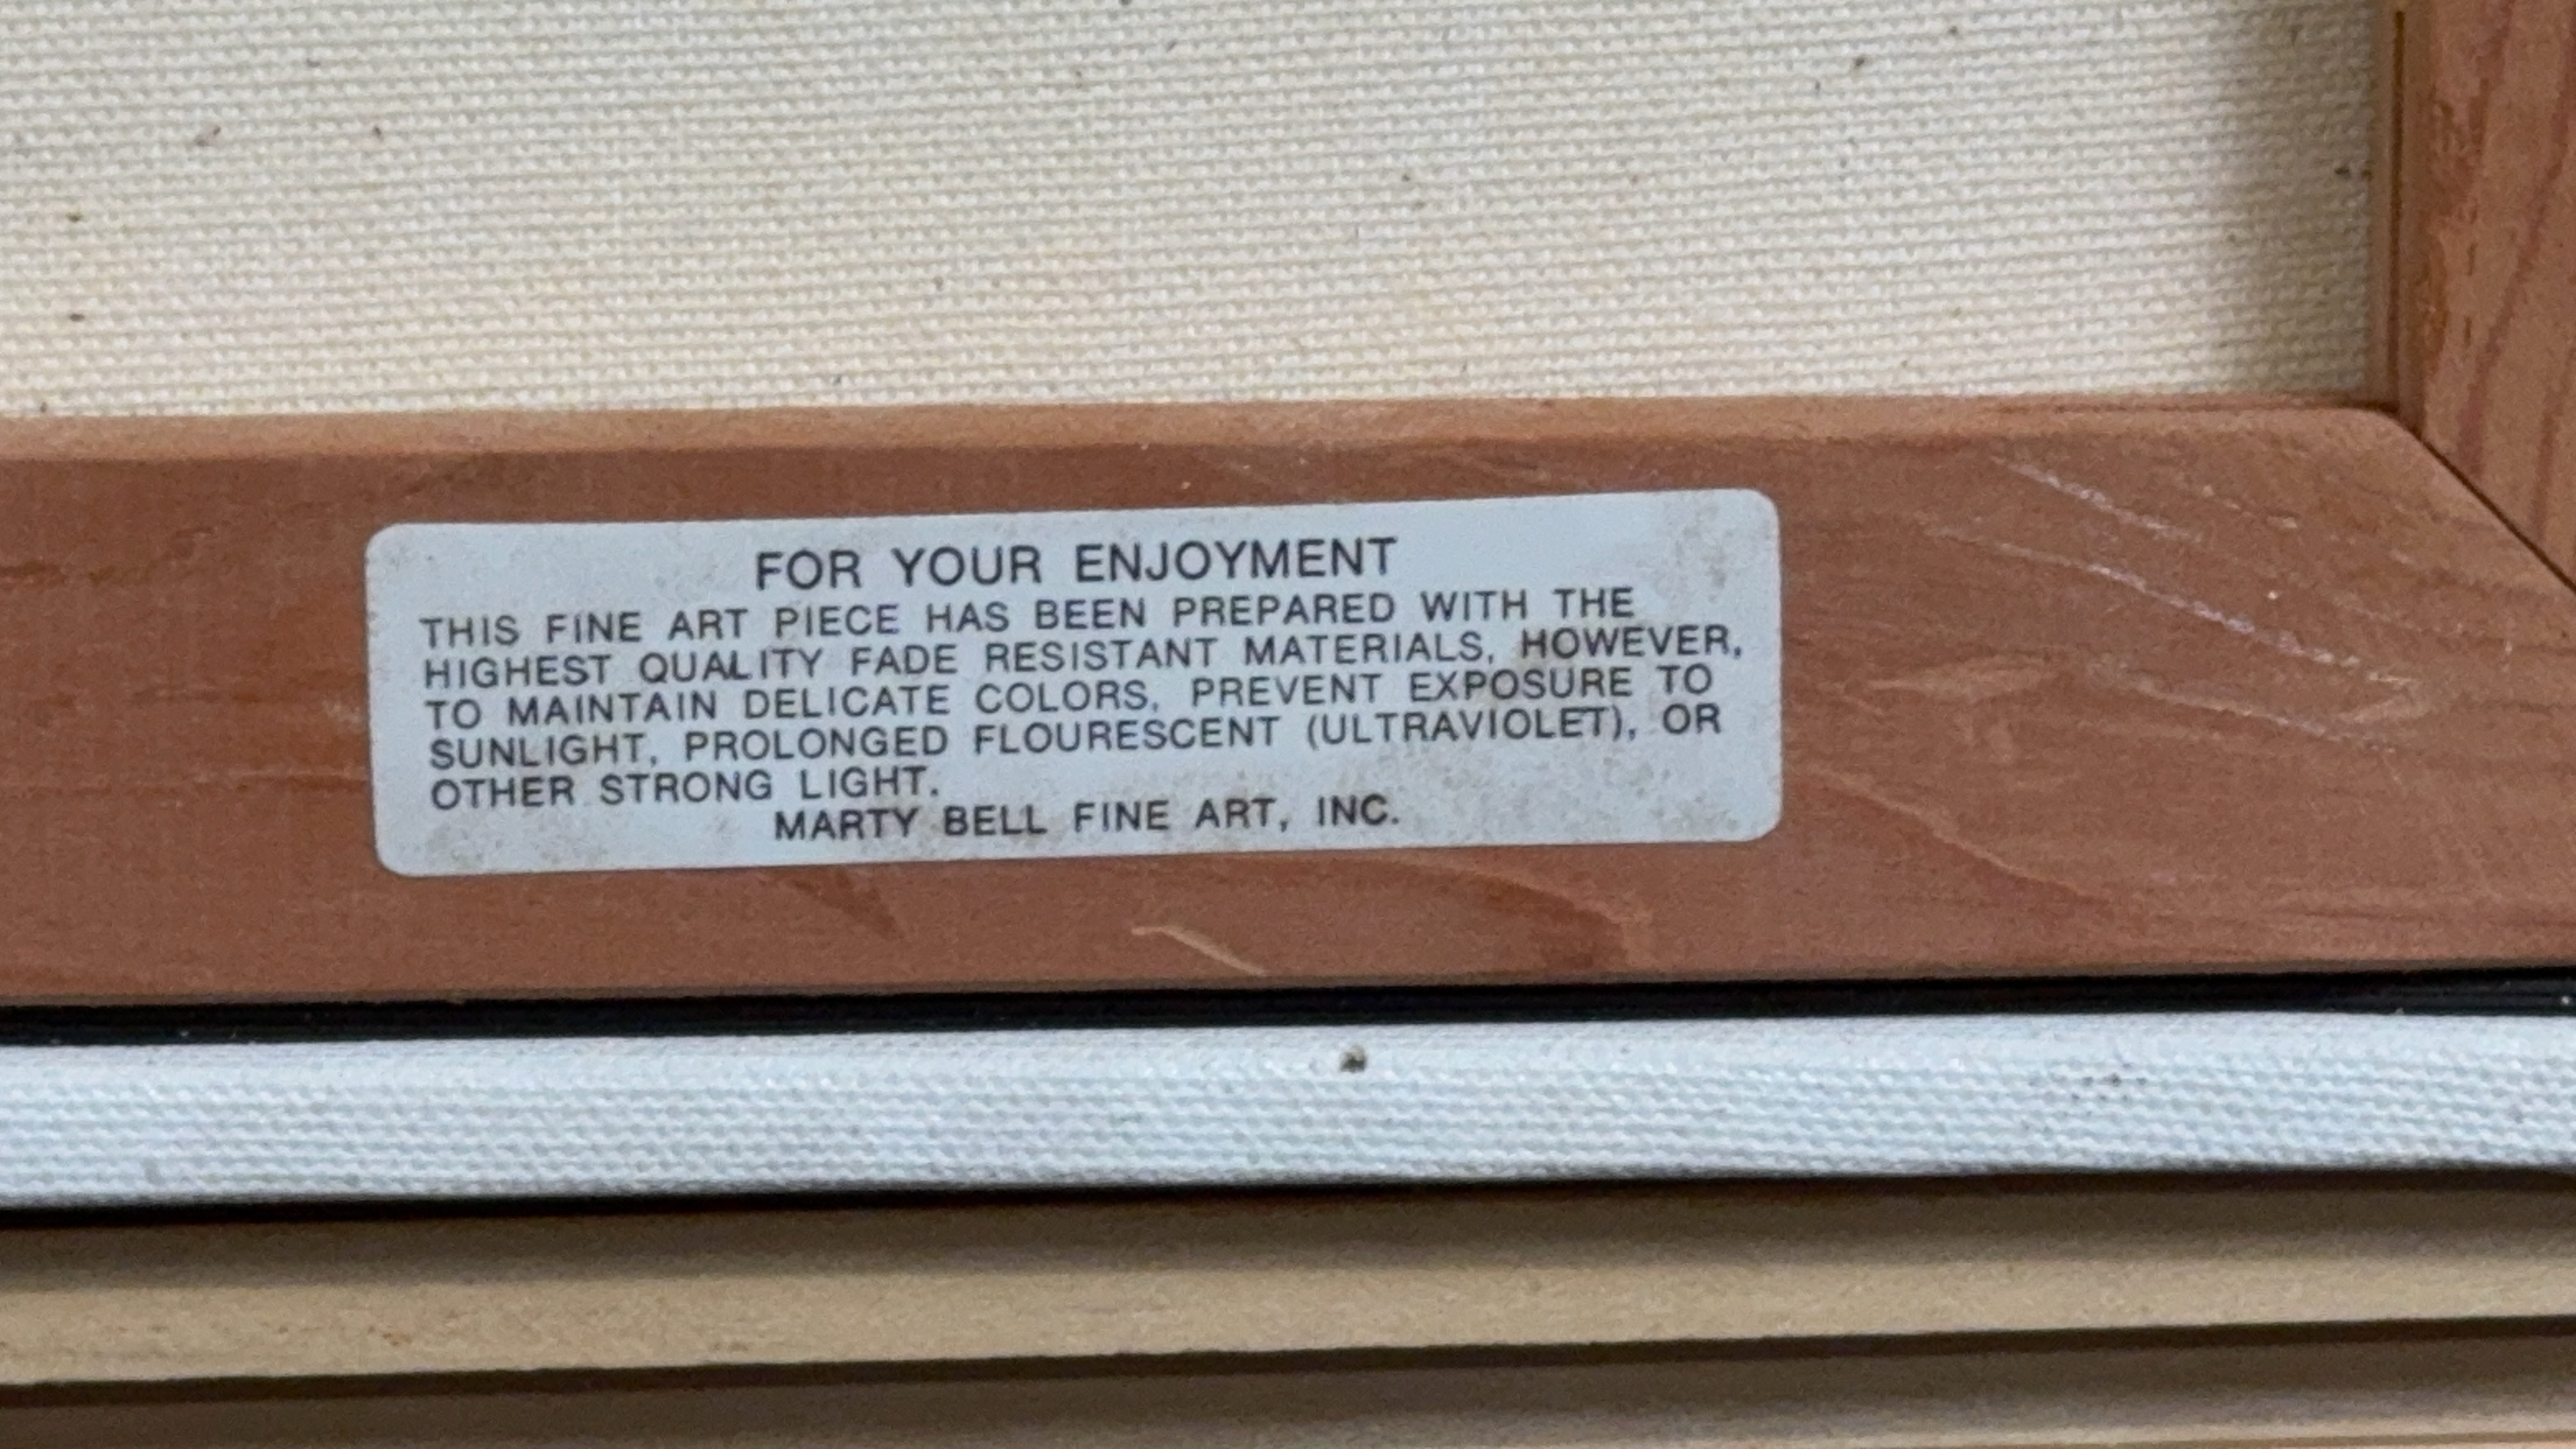 FOR YOUR ENJOYMENT
THIS FINE ART PIECE HAS BEEN PREPARED WITH THE
HIGHEST QUALITY FADE RESISTANT MATERIALS, HOWEVER,
TO MAINTAIN DELICATE COLORS, PREVENT EXPOSURE TO
SUNLIGHT, PROLONGED FLOURESCENT (ULTRAVIOLET), OR
OTHER STRONG LIGHT.
MARTY BELL FINE ART, INC.